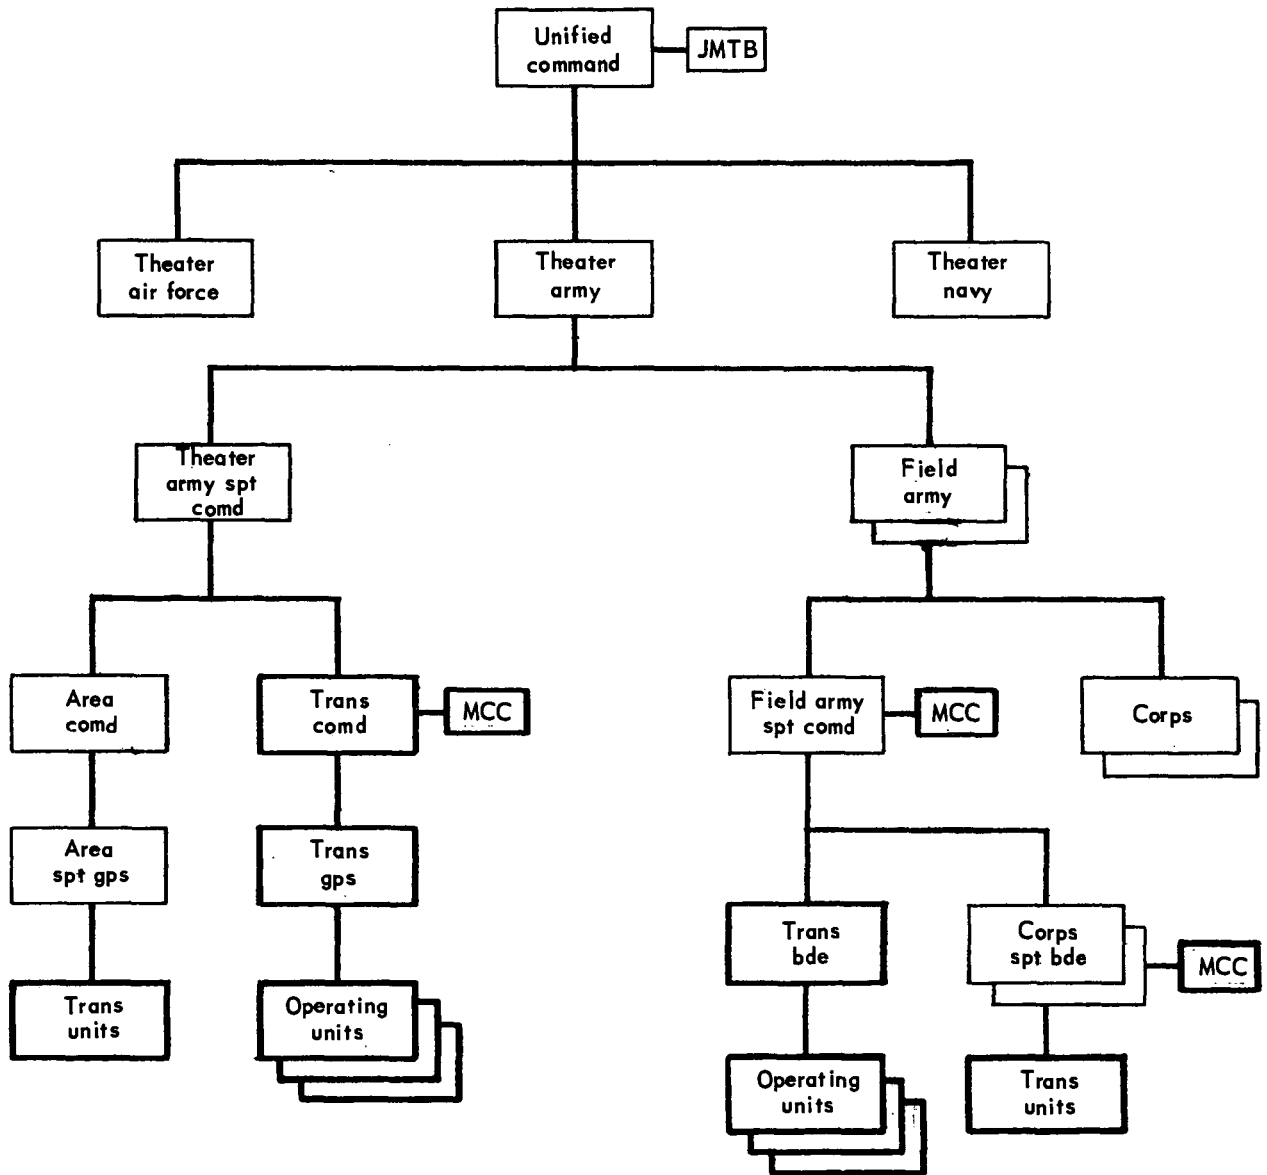 Unified
command
JMTB
Theater
air force
Theater
army
Theater
navy
Theater
army spt
comd
Field
army
Area
comd
Trans
comd
MCC
Field army
spt comd
MCC
Corps
Area
spt gps
Trans
gps
Trans
bde
Corps
spt bde
MCC
Trans
units
Operating
units
Operating
units
Trans
units